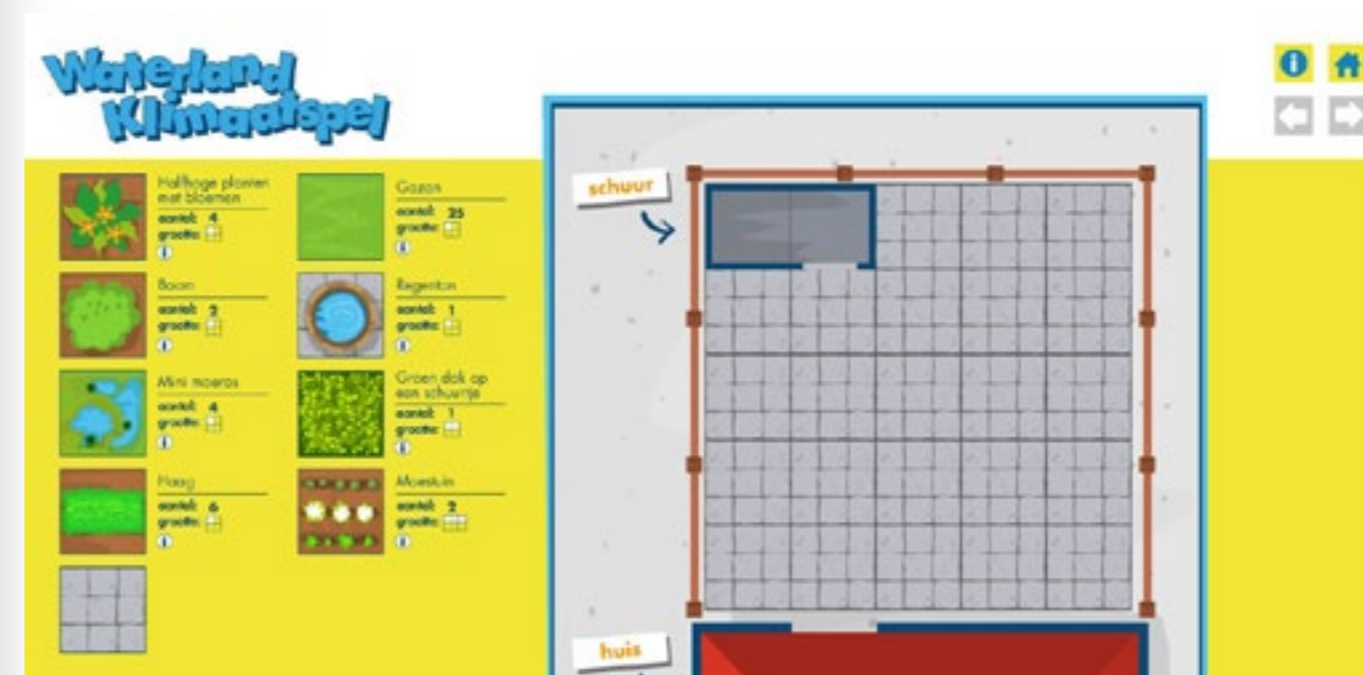 Waterland
Klimaatspel
Halfhoge planten
met bloemen
aantal: 4
grootte:
Gazon
aantal: 25
grootte:
Boom
aantal: 2
grootte:
Regenton
aantal: 1
grootte:
Mini moeras
aantal: 4
grootte:
Groen dak op
een schuurtje
aantal: 1
grootte:
Haag
aantal: 6
grootte:
Moestuin
aantal: 2
grootte:
schuur
huis